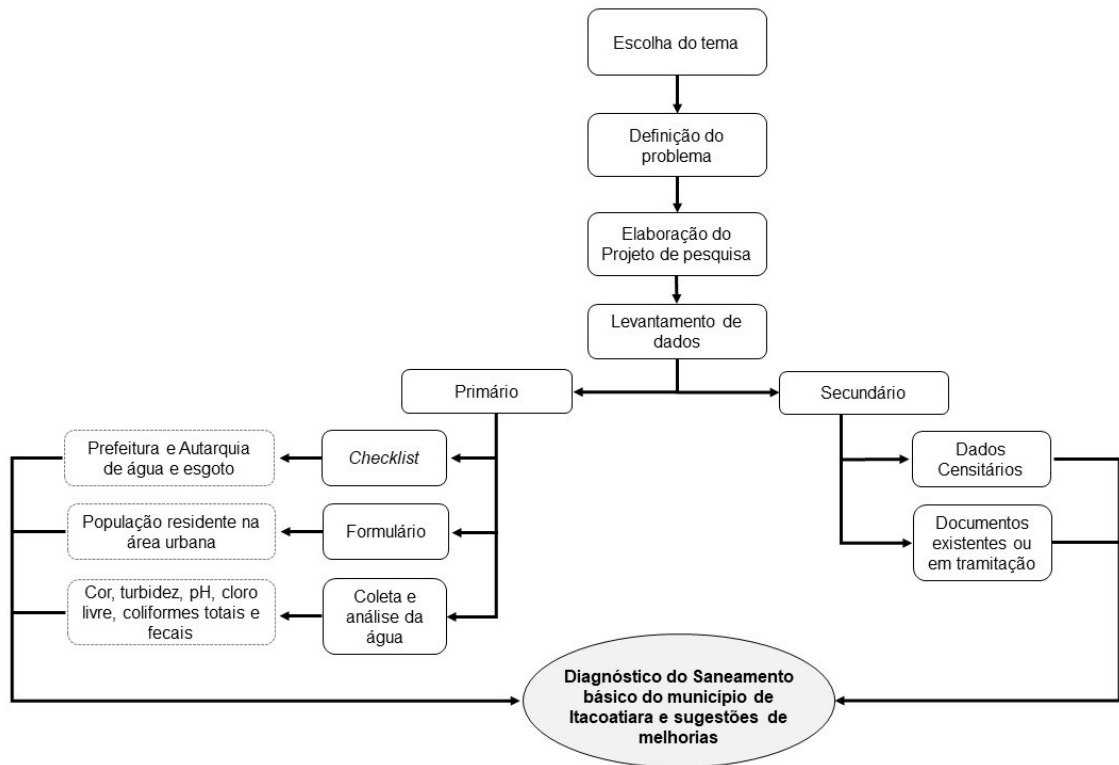 Escolha do tema
Definição do
problema
Elaboração do
Projeto de pesquisa
Levantamento de
dados
Primário
Secundário
Prefeitura e Autarquia
de água e esgoto
Checklist
Dados
Censitários
População residente na
área urbana
Formulário
Documentos
existentes ou
em tramitação
Cor, turbidez, pH, cloro
livre, coliformes totais e
fecais
Coleta e
análise da
água
Diagnóstico do Saneamento
básico do município de
Itacoatiara e sugestões de
melhorias